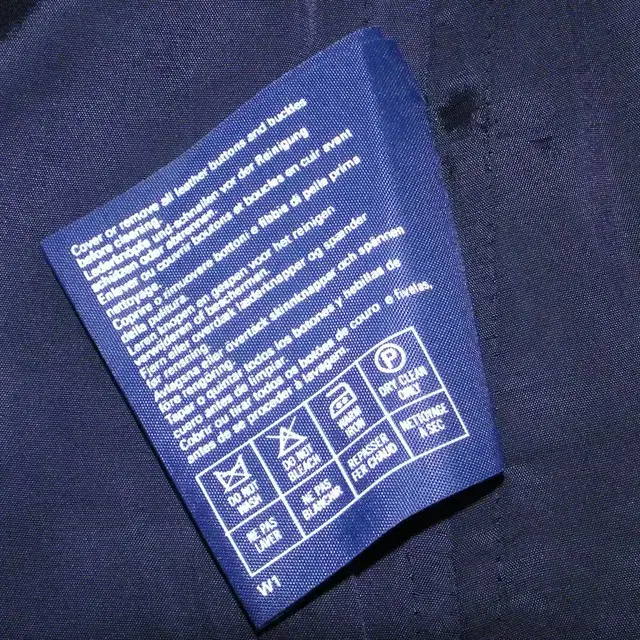 Cover or remove all leather buttons and buckles
before cleaning.
Lederknöpfe und-schnallen vor der Reinigung
schützen oder abtrennen.
Enlever ou couvrir boutons et boucles en cuir avant
nettoyage.
Coprire o rimuovere bottoni e fibbie di pelle prima
della pulitura.
Leren knopen en gespen voor het reinigen
verwijderen of beschermen.
Fjern eller overdæk læderknapper og spænder
før rensning.
Avlägsna eller övertäck skinnknappar och spännen
före rengöring.
Tapar o quitar todos los botones y hebillas de
cuero antes de limpiar.
Cobrir ou tirar todos os botões de couro e fivelas,
antes de se proceder à lavagem.
P
DO NOT WASH
DO NOT BLEACH
WARM IRON
DRY CLEAN ONLY
NE PAS LAVER
NE PAS BLANCHIR
REPASSER FER CHAUD
NETTOYAGE À SEC
W1